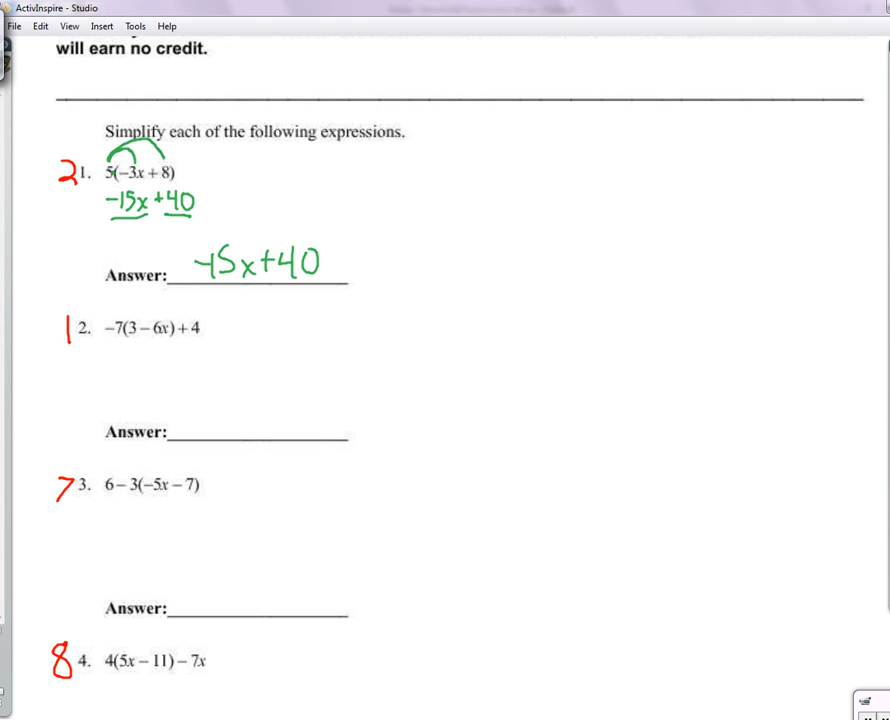 ActivInspire - Studio
File Edit View Insert Tools Help
will earn no credit.
Simplify each of the following expressions.
2 1. 5(−3x + 8)
-15x +40
Answer: -15x+40
1 2. −7(3 − 6x) + 4
Answer:
7 3. 6 − 3(−5x − 7)
Answer:
8 4. 4(5x − 11) − 7x